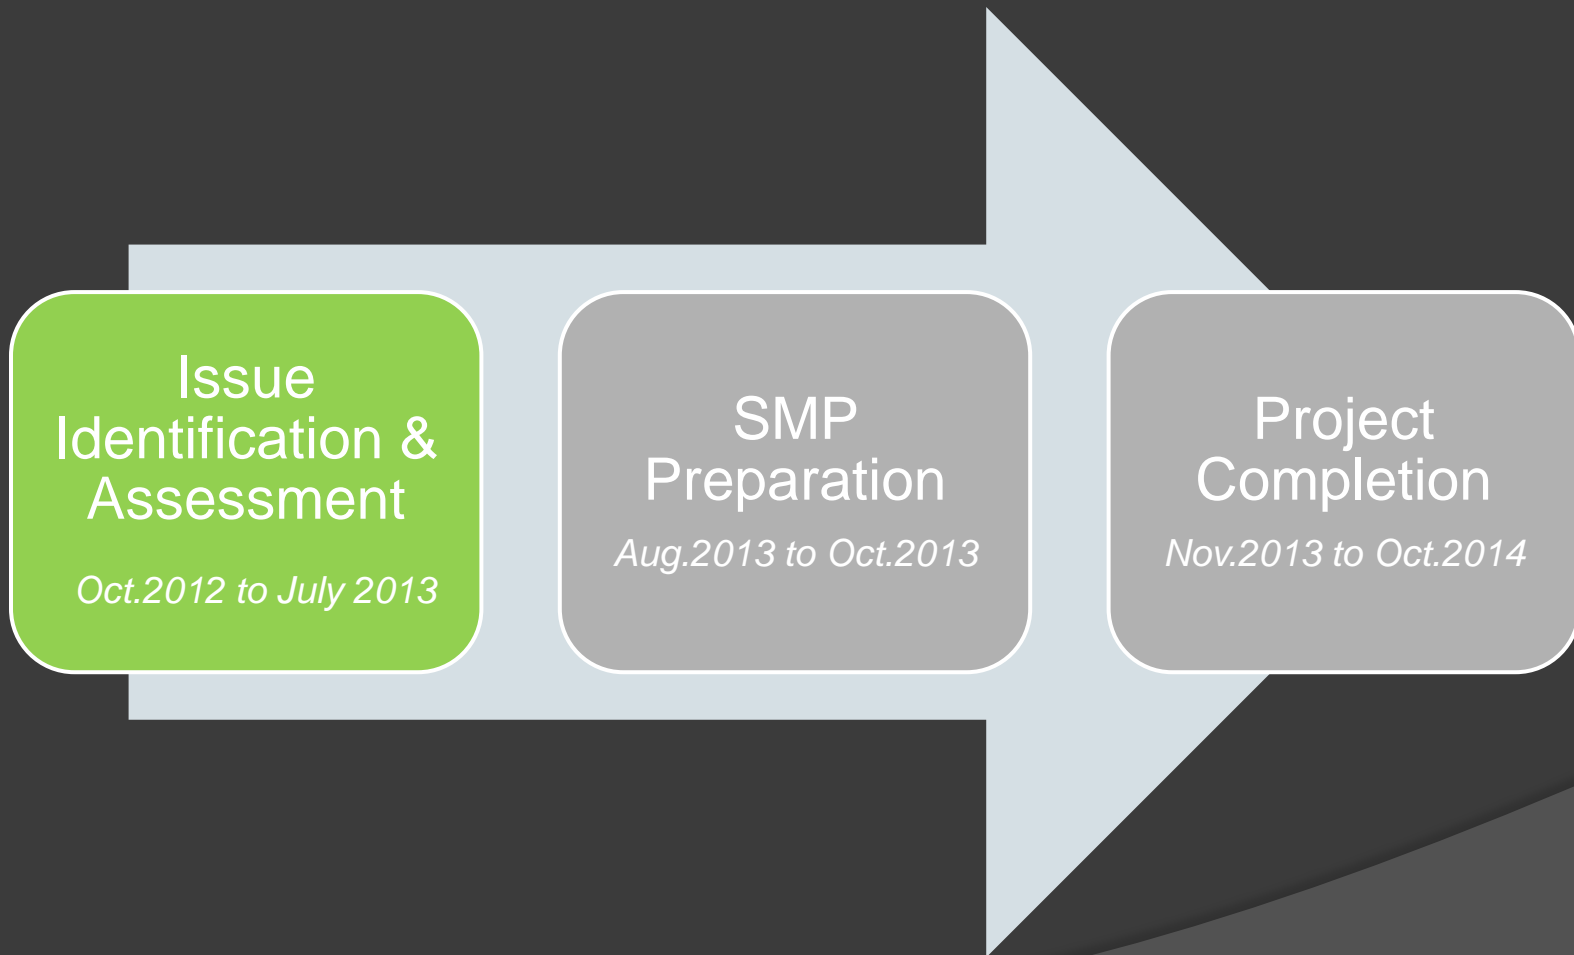 Issue
Identification &
Assessment
Oct.2012 to July 2013
SMP
Preparation
Aug.2013 to Oct.2013
Project
Completion
Nov.2013 to Oct.2014